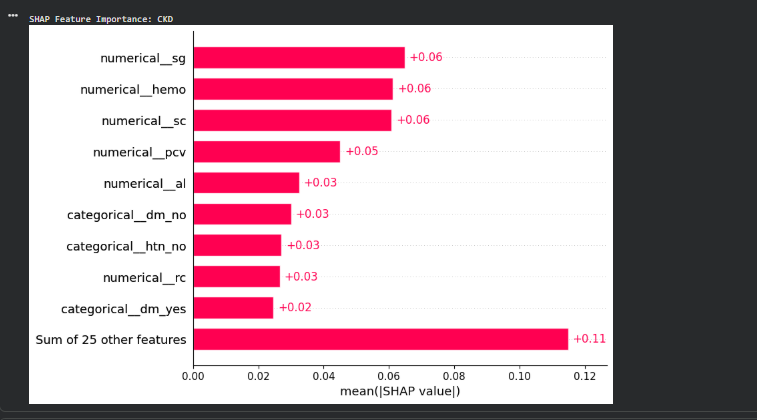 SHAP Feature Importance: CKD
numerical__sg +0.06
numerical__hemo +0.06
numerical__sc +0.06
numerical__pcv +0.05
numerical__al +0.03
categorical__dm_no +0.03
categorical__htn_no +0.03
numerical__rc +0.03
categorical__dm_yes +0.02
Sum of 25 other features +0.11
0.00 0.02 0.04 0.06 0.08 0.10 0.12
mean(|SHAP value|)